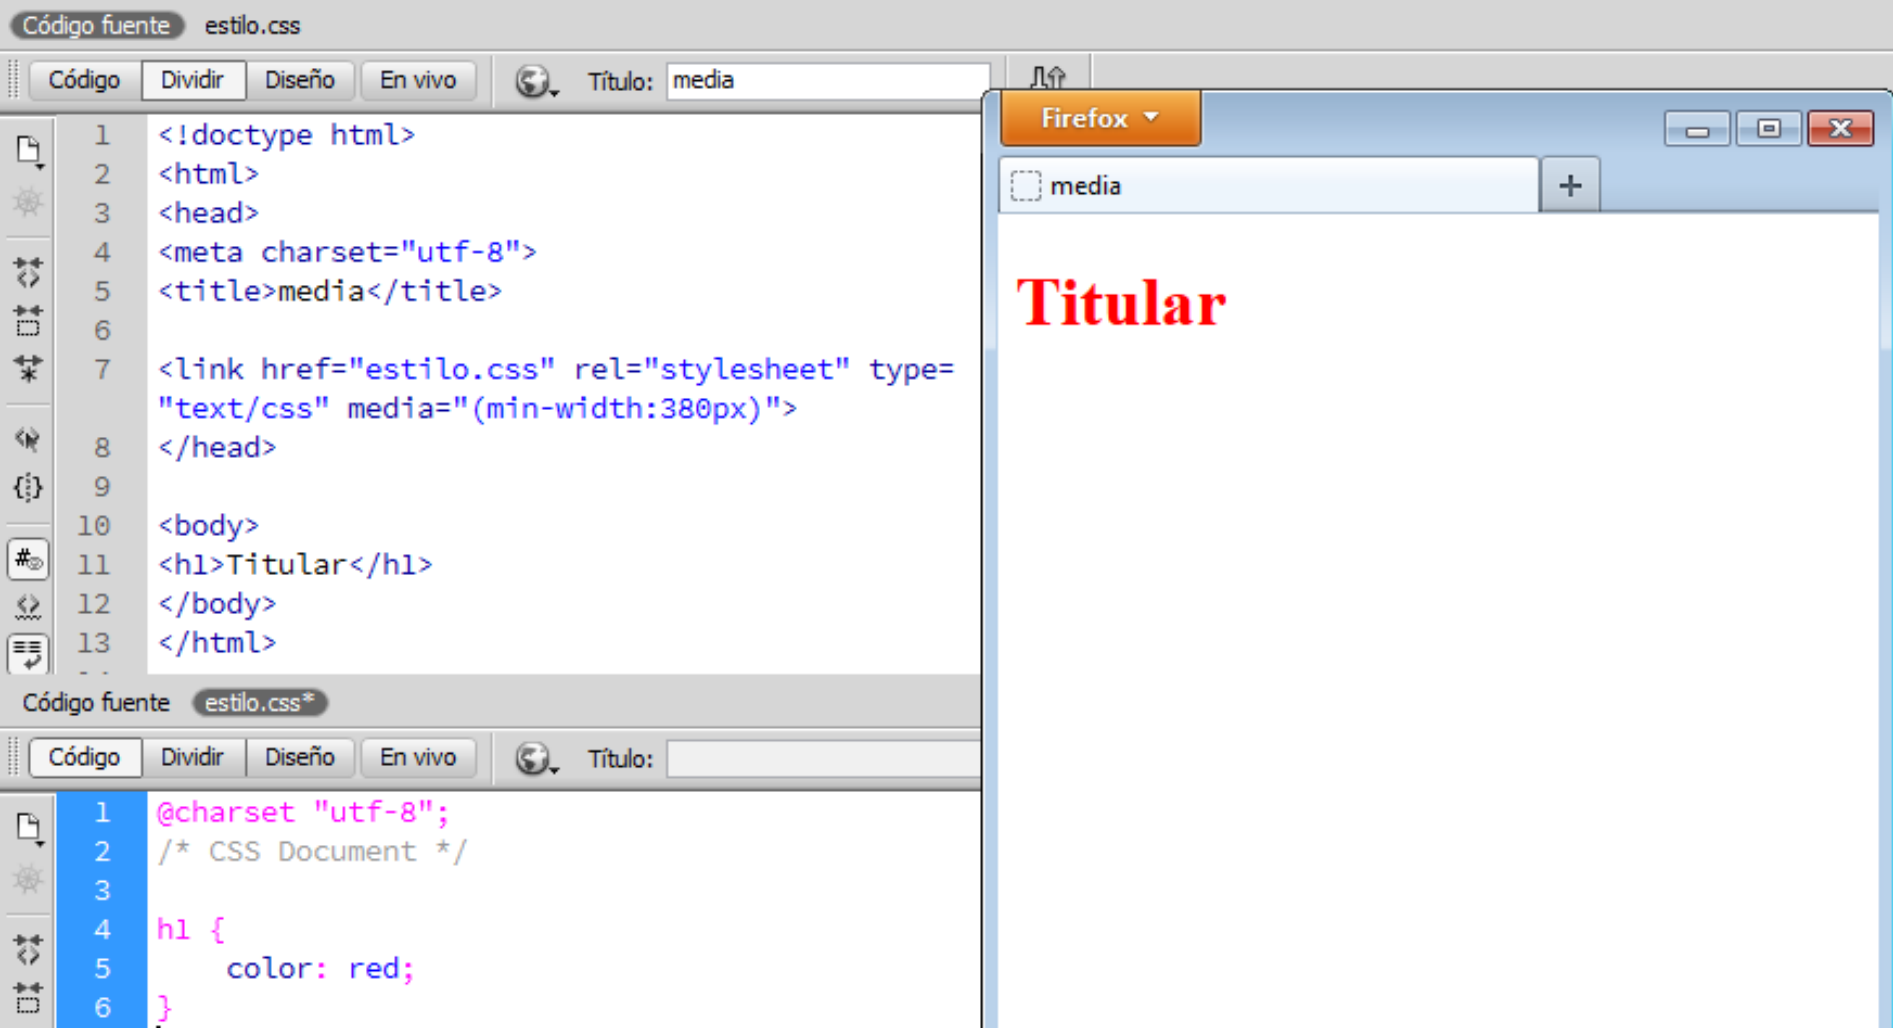 Código fuente estilo.css
Código Dividir Diseño En vivo Título: media
1 <!doctype html>
2 <html>
3 <head>
4 <meta charset="utf-8">
5 <title>media</title>
6
7 <link href="estilo.css" rel="stylesheet" type=
"text/css" media="(min-width:380px)">
8 </head>
9
10 <body>
11 <h1>Titular</h1>
12 </body>
13 </html>
Código fuente estilo.css*
Código Dividir Diseño En vivo Título:
1 @charset "utf-8";
2 /* CSS Document */
3
4 h1 {
5 color: red;
6 }
Firefox
media
Titular